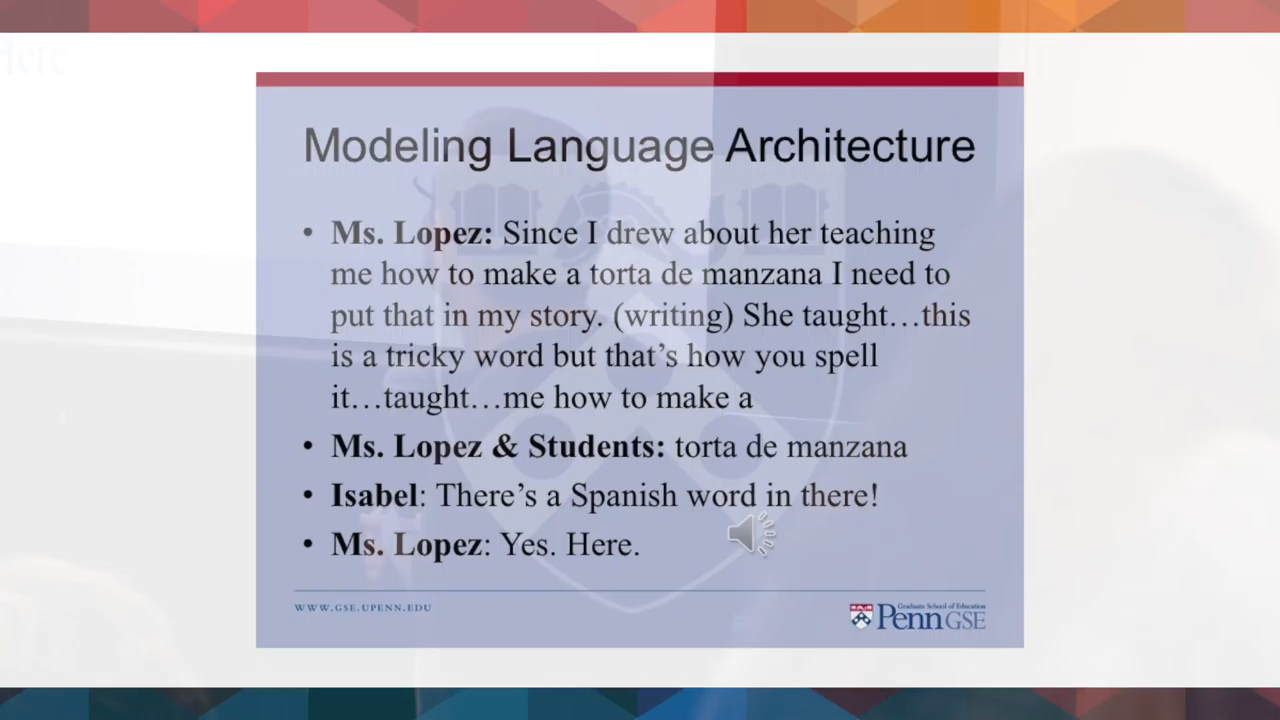 Here.
Modeling Language Architecture
• Ms. Lopez: Since I drew about her teaching
me how to make a torta de manzana I need to
put that in my story. (writing) She taught…this
is a tricky word but that’s how you spell
it…taught…me how to make a
• Ms. Lopez & Students: torta de manzana
• Isabel: There’s a Spanish word in there!
• Ms. Lopez: Yes. Here.
WWW.GSE.UPENN.EDU
Graduate School of Education
Penn GSE